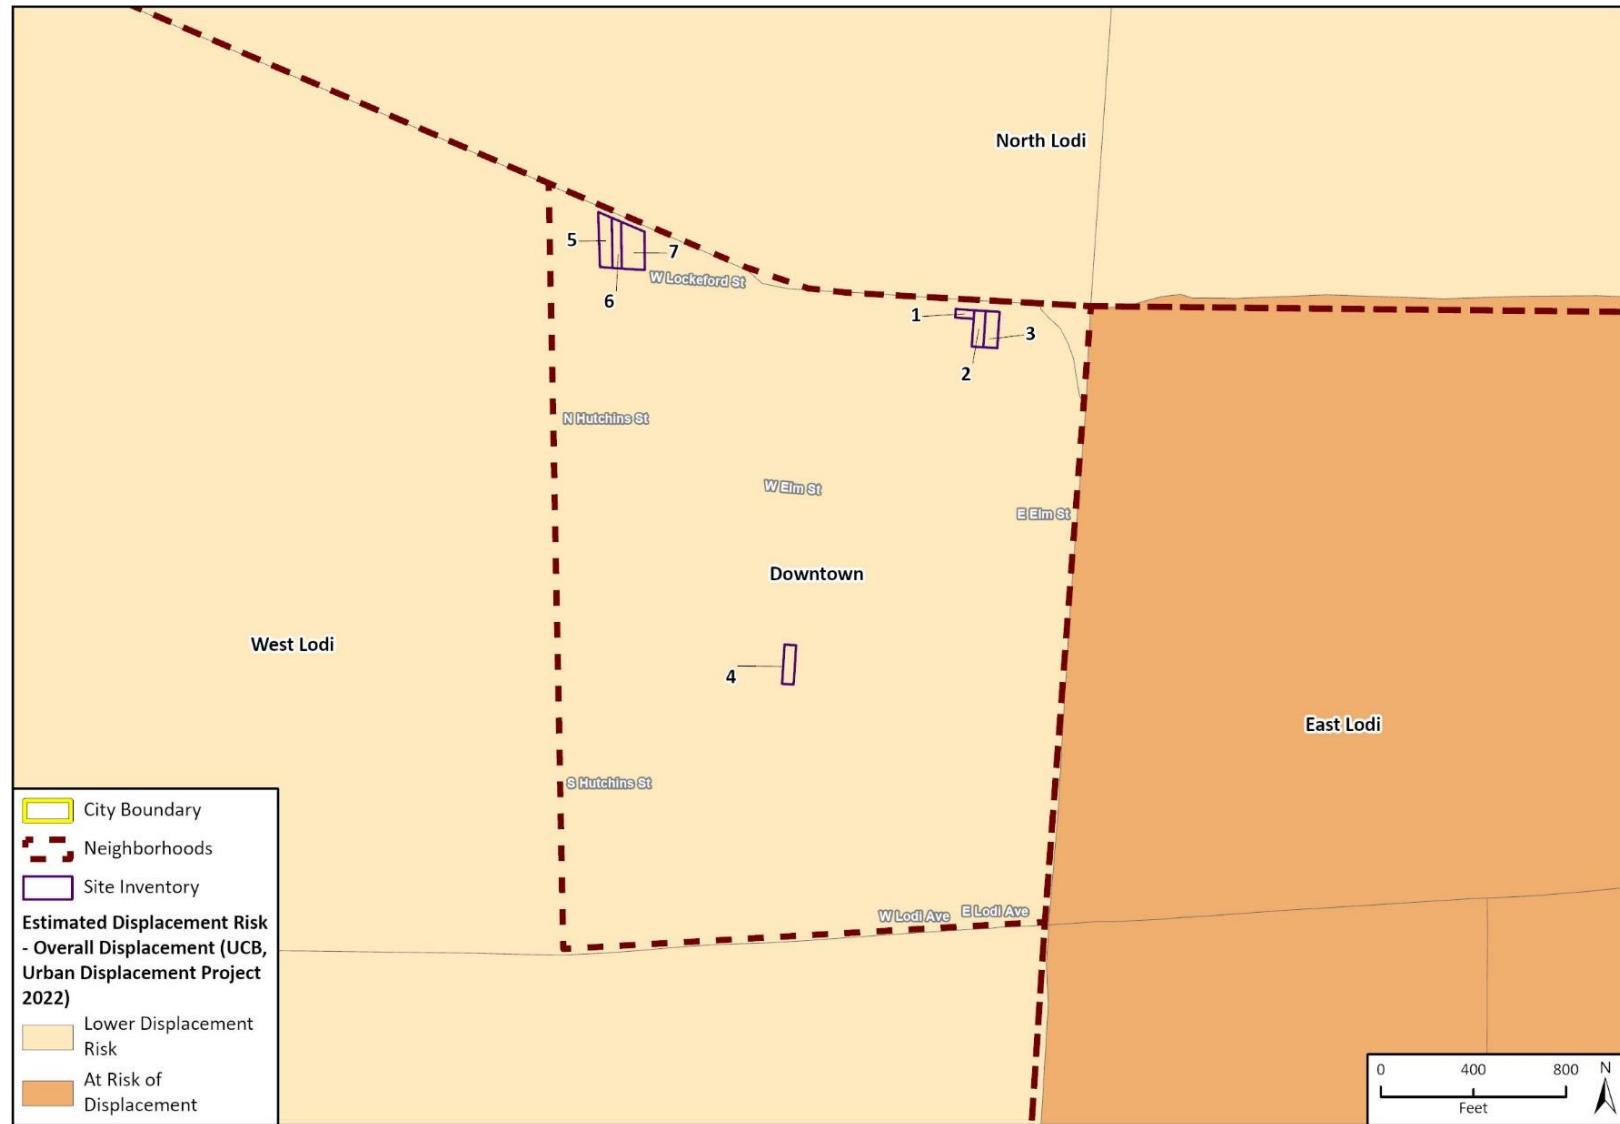 North Lodi
5
7
6
W Lockeford St
1
3
2
N Hutchins St
W Elm St
E Elm St
Downtown
West Lodi
4
East Lodi
S Hutchins St
W Lodi Ave
E Lodi Ave
City Boundary
Neighborhoods
Site Inventory
Estimated Displacement Risk
- Overall Displacement (UCB,
Urban Displacement Project
2022)
Lower Displacement
Risk
At Risk of
Displacement
0 400 800
Feet
N